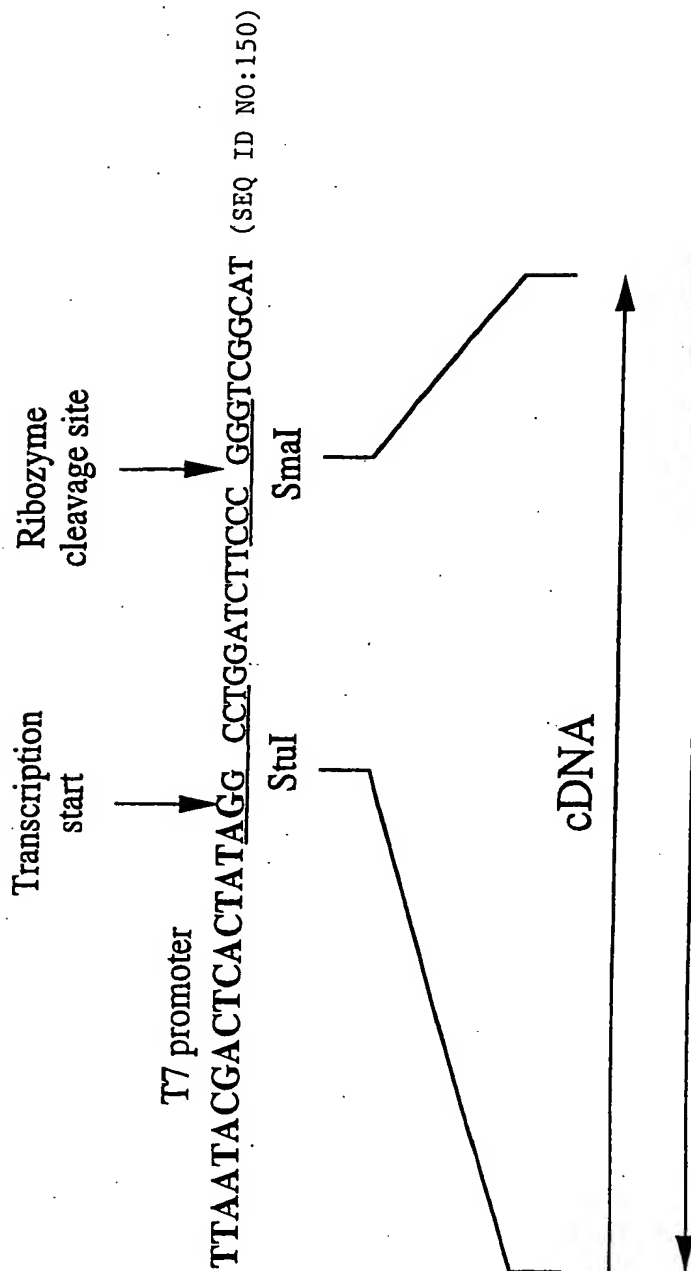 Transcription
start
Ribozyme
cleavage site
T7 promoter
TTAATACGACTCACTATAGG CCTGGATCTTCCC GGGTCGGCAT (SEQ ID NO:150)
StuI
SmaI
cDNA